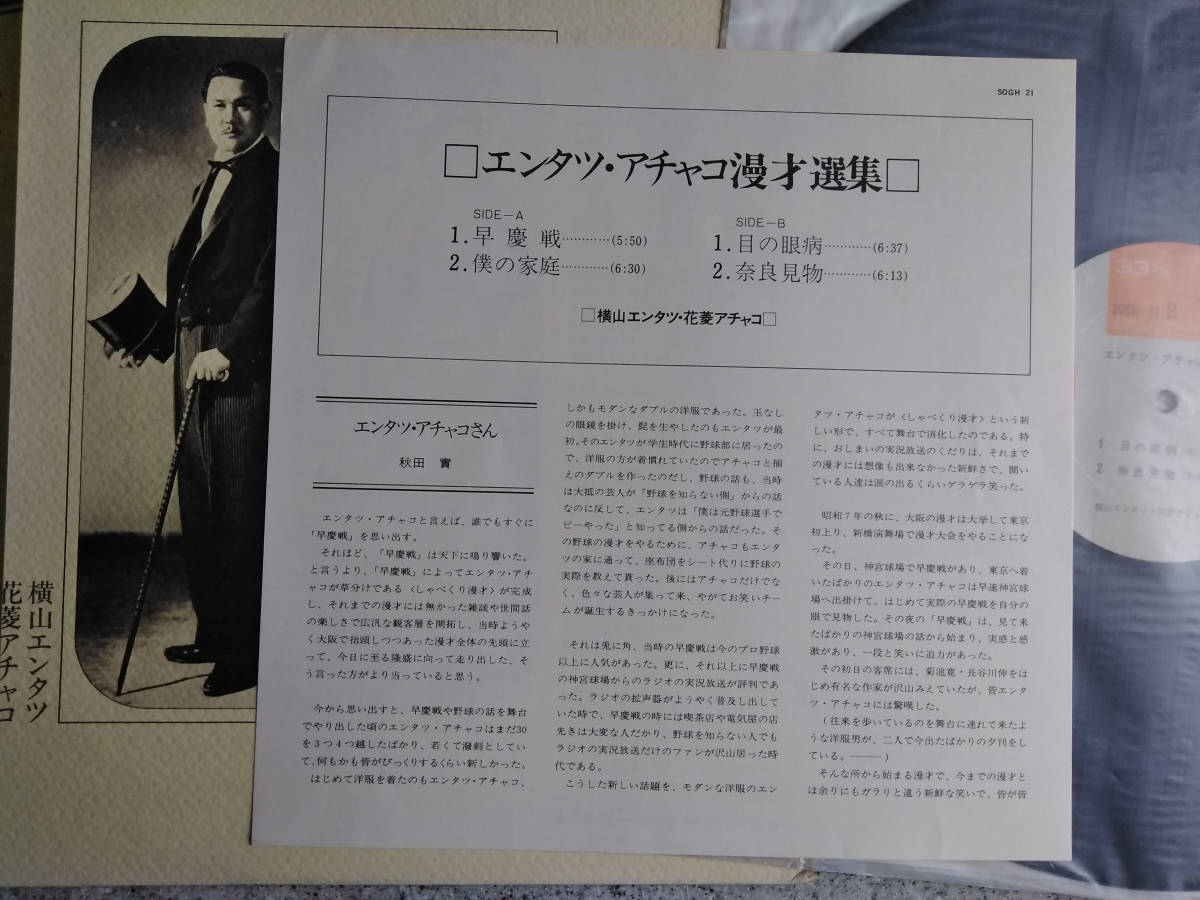 SOGH 21
□エンタツ・アチャコ漫才選集□
SIDE－A
1.早慶戦…………(5:50)
2.僕の家庭…………(6:30)
SIDE－B
1.目の眼病…………(6:37)
2.奈良見物…………(6:13)
□横山エンタツ・花菱アチャコ□
エンタツ・アチャコさん
秋田 實
エンタツ・アチャコと言えば、誰でもすぐに
「早慶戦」を思い出す。
それほど、「早慶戦」は天下に鳴り響いた。
と言うより、「早慶戦」によってエンタツ・アチ
ャコが草分けである〈しゃべくり漫才〉が完成
し、それまでの漫才には無かった雑談や世間話
の楽しさで広汎な観客層を開拓し、当時ようや
く大阪で抬頭しつつあった漫才全体の先頭に立
って、今日に至る隆盛に向って走り出した、そ
う言った方がより当っていると思う。
今から思い出すと、早慶戦や野球の話を舞台
でやり出した頃のエンタツ・アチャコはまだ30
を3つ4つ越したばかり、若くて潑剌としてい
て、何もかも皆がびっくりするくらい新しかった。
はじめて洋服を着たのもエンタツ・アチャコ、
しかもモダンなダブルの洋服であった。玉なし
の眼鏡を掛け、髭を生やしたのもエンタツが最
初。そのエンタツが学生時代に野球部に居ったの
で、洋服の方が着慣れていたのでアチャコと揃
えのダブルを作ったのだし、野球の話も、当時
は大抵の芸人が「野球を知らない側」からの話
なのに反して、エンタツは「僕は元野球選手で
ピーやった」と知ってる側からの話だった。そ
の野球の漫才をやるために、アチャコもエンタ
ツの家に通って、座布団をシート代りに野球の
実際を教えて貰った。後にはアチャコだけでな
く、色々な芸人が集って来、やがてお笑いチー
ムが誕生するきっかけになった。
それは兎に角、当時の早慶戦は今のプロ野球
以上に人気があった。更に、それ以上に早慶戦
の神宮球場からのラジオの実況放送が評判であ
った。ラジオの拡声器がようやく普及し出して
いた時で、早慶戦の時には喫茶店や電気屋の店
先きは大変な人だかり、野球を知らない人でも
ラジオの実況放送だけのファンが沢山居った時
代である。
こうした新しい話題を、モダンな洋服のエン
タツ・アチャコが〈しゃべくり漫才〉という新
しい形で、すべて舞台で消化したのである。特
に、おしまいの実況放送のくだりは、それまで
の漫才には想像も出来なかった新鮮さで、聞い
ている人達は涙の出るくらいゲラゲラ笑った。
昭和7年の秋に、大阪の漫才は大挙して東京
初上り、新橋演舞場で漫才大会をやることにな
った。
その日、神宮球場で早慶戦があり、東京へ着
いたばかりのエンタツ・アチャコは早速神宮球
場へ出掛けて、はじめて実際の早慶戦を自分の
眼で見物した。その夜の「早慶戦」は、見て来
たばかりの神宮球場の話から始まり、実感と感
激があり、一段と笑いに迫力があった。
その初日の客席には、菊池寛・長谷川伸をは
じめ有名な作家が沢山みえていたが、皆エンタ
ツ・アチャコには驚嘆した。
（往来を歩いているのを舞台に連れて来たよ
うな洋服男が、二人で今出たばかりの夕刊をし
ている。———）
そんな所から始まる漫才で、今までの漫才と
は余りにもガラリと違う新鮮な笑いで、皆が皆
横山エンタツ
花菱アチャコ
SOGH-21 B
エンタツ・アチャコ
1 目の眼病
2 奈良見物
横山エンタツ・